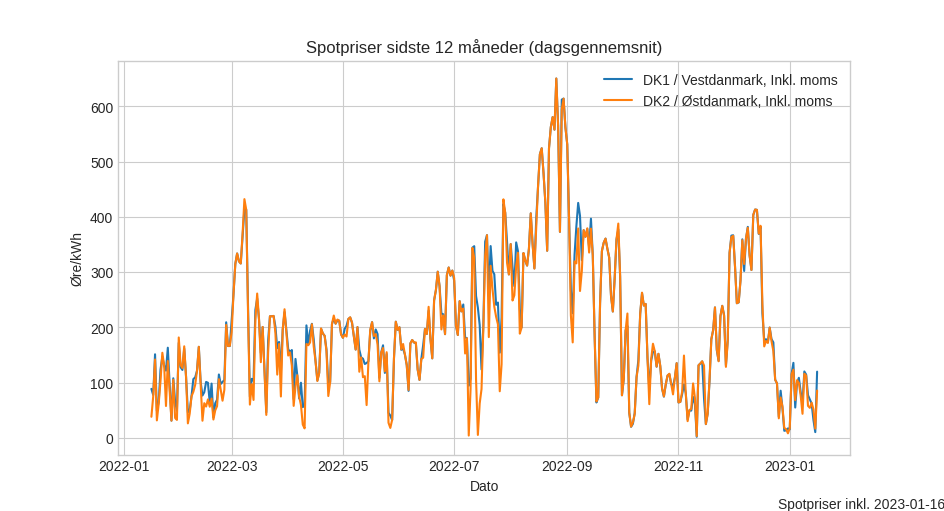 Spotpriser sidste 12 måneder (dagsgennemsnit)
DK1 / Vestdanmark, Inkl. moms
DK2 / Østdanmark, Inkl. moms
Øre/kWh
600
500
400
300
200
100
0
2022-01 2022-03 2022-05 2022-07 2022-09 2022-11 2023-01
Dato
Spotpriser inkl. 2023-01-16